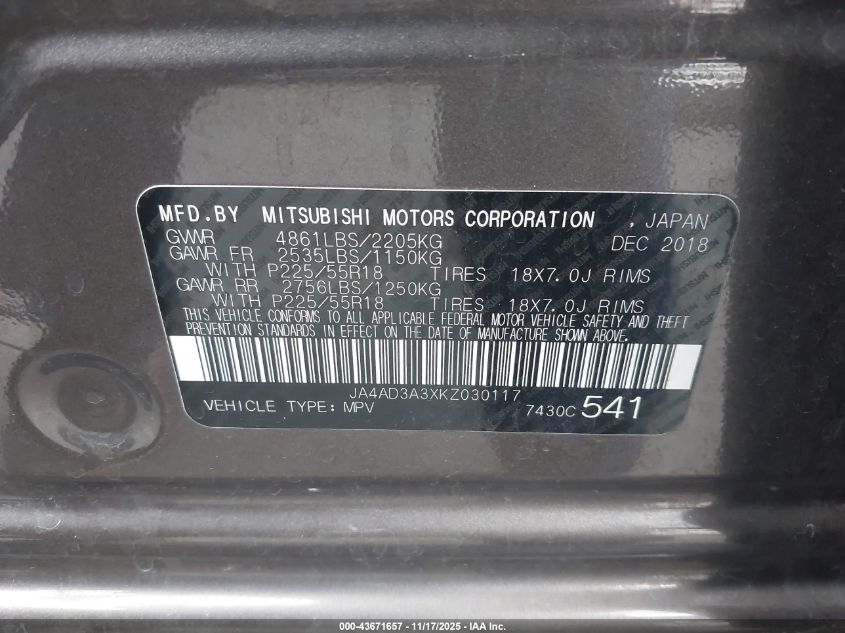 MFD.BY MITSUBISHI MOTORS CORPORATION , JAPAN
GVWR 4861LBS/2205KG DEC 2018
GAWR FR 2535LBS/1150KG
WITH P225/55R18 TIRES 18X7.0J RIMS
GAWR RR 2756LBS/1250KG
WITH P225/55R18 TIRES 18X7.0J RIMS
THIS VEHICLE CONFORMS TO ALL APPLICABLE FEDERAL MOTOR VEHICLE SAFETY AND THEFT
PREVENTION STANDARDS IN EFFECT ON THE DATE OF MANUFACTURE SHOWN ABOVE.
JA4AD3A3XKZ030117
VEHICLE TYPE:MPV 7430C 541
000-43671657 - 11/17/2025 - IAA Inc.